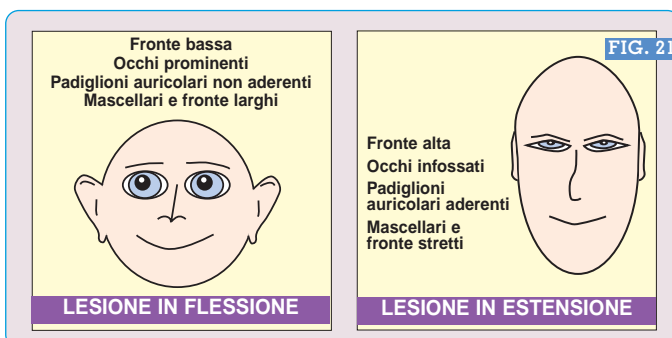 Fronte bassa
Occhi prominenti
Padiglioni auricolari non aderenti
Mascellari e fronte larghi
LESIONE IN FLESSIONE
Fronte alta
Occhi infossati
Padiglioni
auricolari aderenti
Mascellari e
fronte stretti
LESIONE IN ESTENSIONE
FIG.